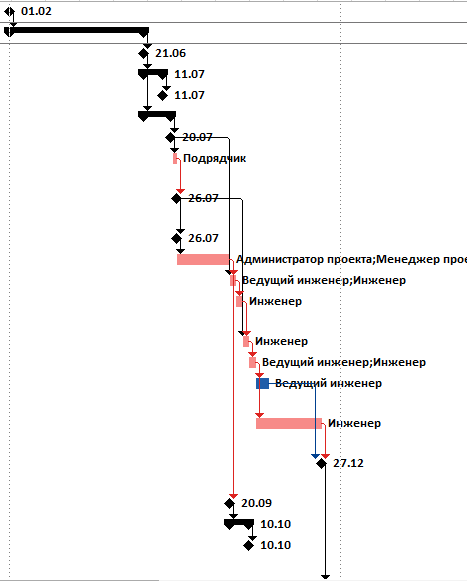 01.02
21.06
11.07
11.07
20.07
Подрядчик
26.07
26.07
Администратор проекта;Менеджер прое
Ведущий инженер;Инженер
Инженер
Инженер
Ведущий инженер;Инженер
Ведущий инженер
Инженер
27.12
20.09
10.10
10.10